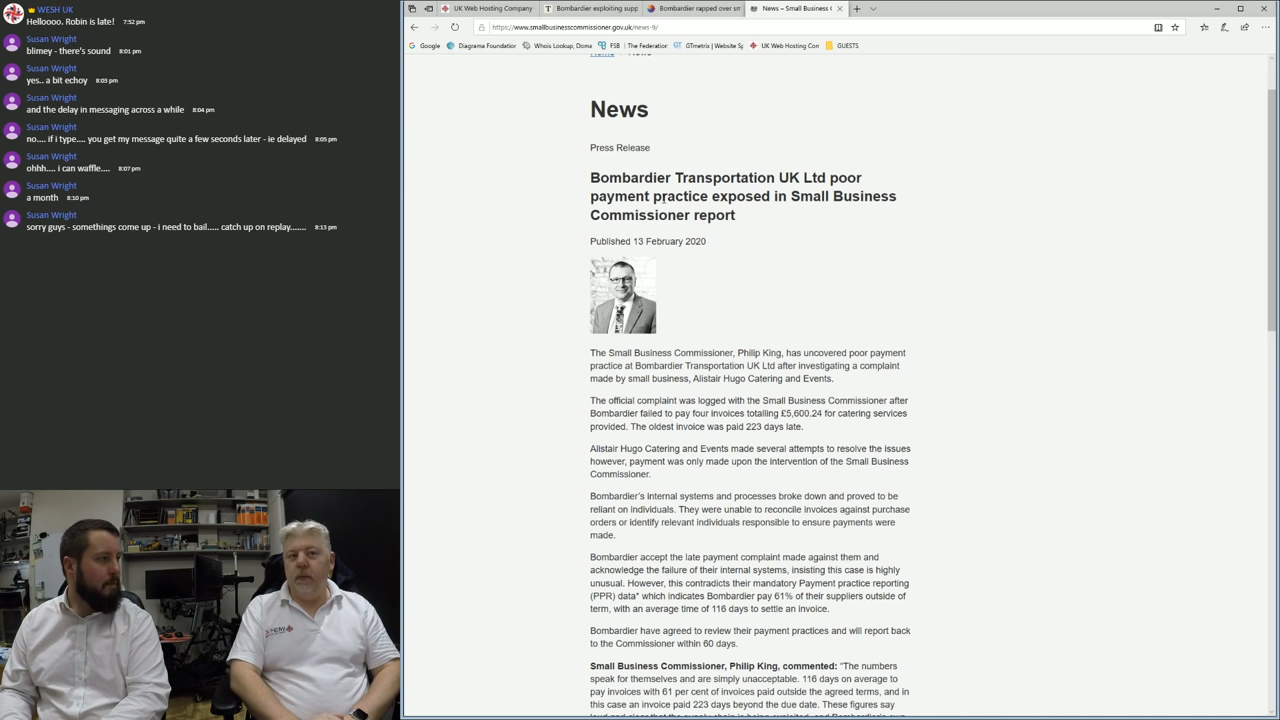 WESH UK
Helloooo. Robin is late! 7:52 pm
Susan Wright
blimey - there's sound 8:01 pm
Susan Wright
yes.. a bit echoy 8:03 pm
Susan Wright
and the delay in messaging across a while 8:04 pm
Susan Wright
no.... if i type.... you get my message quite a few seconds later - ie delayed 8:05 pm
Susan Wright
ohhh.... i can waffle.... 8:07 pm
Susan Wright
a month 8:10 pm
Susan Wright
sorry guys - somethings come up - i need to bail..... catch up on replay....... 8:13 pm
UK Web Hosting Company
Bombardier exploiting supp
Bombardier rapped over sm
News – Small Business C
https://www.smallbusinesscommissioner.gov.uk/news-9/
Google
Diagrama Foundation
Whois Lookup, Doma
FSB | The Federation
GTmetrix | Website Sp
UK Web Hosting Con
GUESTS
News
Press Release
Bombardier Transportation UK Ltd poor
payment practice exposed in Small Business
Commissioner report
Published 13 February 2020
The Small Business Commissioner, Philip King, has uncovered poor payment
practice at Bombardier Transportation UK Ltd after investigating a complaint
made by small business, Alistair Hugo Catering and Events.
The official complaint was logged with the Small Business Commissioner after
Bombardier failed to pay four invoices totalling £5,600.24 for catering services
provided. The oldest invoice was paid 223 days late.
Alistair Hugo Catering and Events made several attempts to resolve the issues
however, payment was only made upon the intervention of the Small Business
Commissioner.
Bombardier's internal systems and processes broke down and proved to be
reliant on individuals. They were unable to reconcile invoices against purchase
orders or identify relevant individuals responsible to ensure payments were
made.
Bombardier accept the late payment complaint made against them and
acknowledge the failure of their internal systems, insisting this case is highly
unusual. However, this contradicts their mandatory Payment practice reporting
(PPR) data* which indicates Bombardier pay 61% of their suppliers outside of
term, with an average time of 116 days to settle an invoice.
Bombardier have agreed to review their payment practices and will report back
to the Commissioner within 60 days.
Small Business Commissioner, Philip King, commented: “The numbers
speak for themselves and are simply unacceptable. 116 days on average to
pay invoices with 61 per cent of invoices paid outside the agreed terms, and in
this case an invoice paid 223 days beyond the due date. These figures say